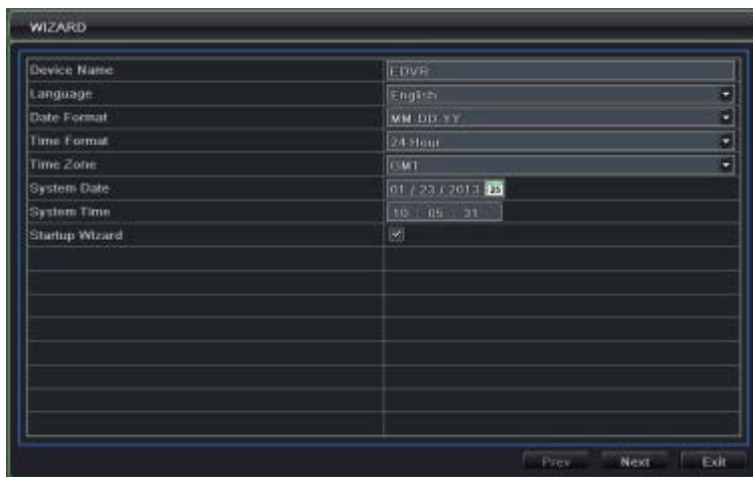 WIZARD
Device Name EDVR
Language English
Date Format MM-DD-YY
Time Format 24 Hour
Time Zone GMT
System Date 01 / 23 / 2013 25
System Time 10 : 05 : 31
Startup Wizard
Prev Next Exit